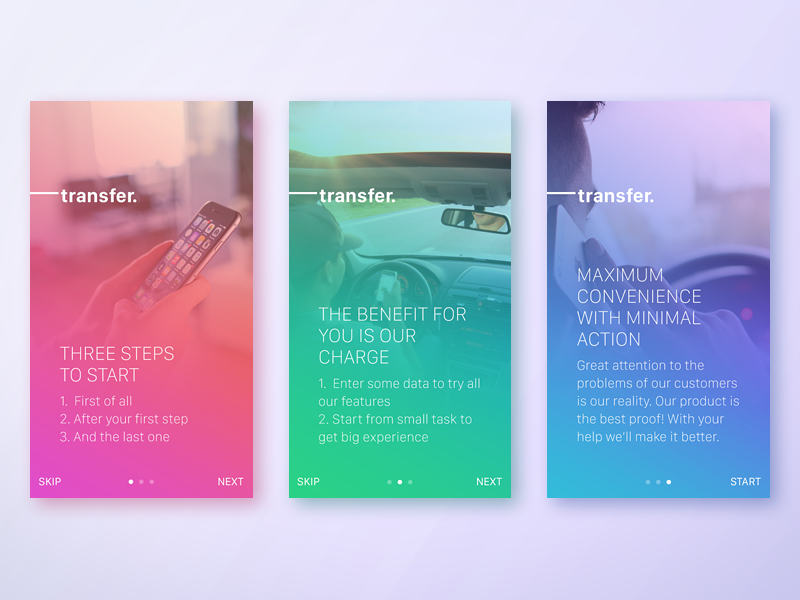 transfer.
THREE STEPS
TO START
1. First of all
2. After your first step
3. And the last one
SKIP
NEXT
transfer.
THE BENEFIT FOR
YOU IS OUR
CHARGE
1. Enter some data to try all
our features
2. Start from small task to
get big experience
SKIP
NEXT
transfer.
MAXIMUM
CONVENIENCE
WITH MINIMAL
ACTION
Great attention to the
problems of our customers
is our reality. Our product is
the best proof! With your
help we'll make it better.
START